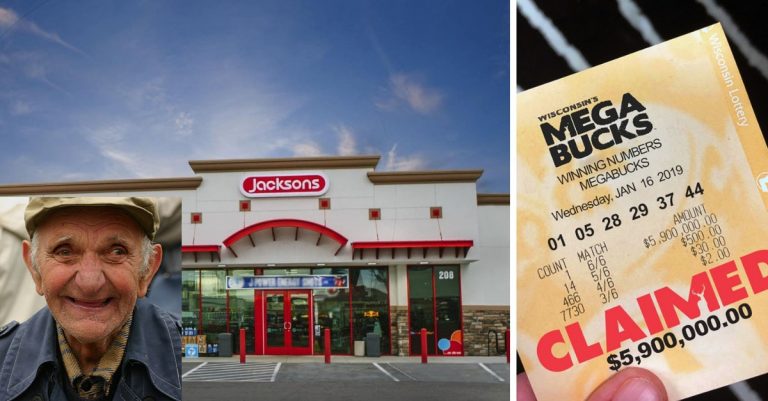 Jacksons
208
Wisconsin Lottery
WISCONSIN'S
MEGA
BUCKS
WINNING NUMBERS
MEGABUCKS
Wednesday, JAN 16 2019
01 05 28 29 37 44
COUNT MATCH AMOUNT
1 6/6 $5,900,000.00
14 5/6 $500.00
466 4/6 $30.00
7730 3/6 $2.00
CLAIMED
$5,900,000.00